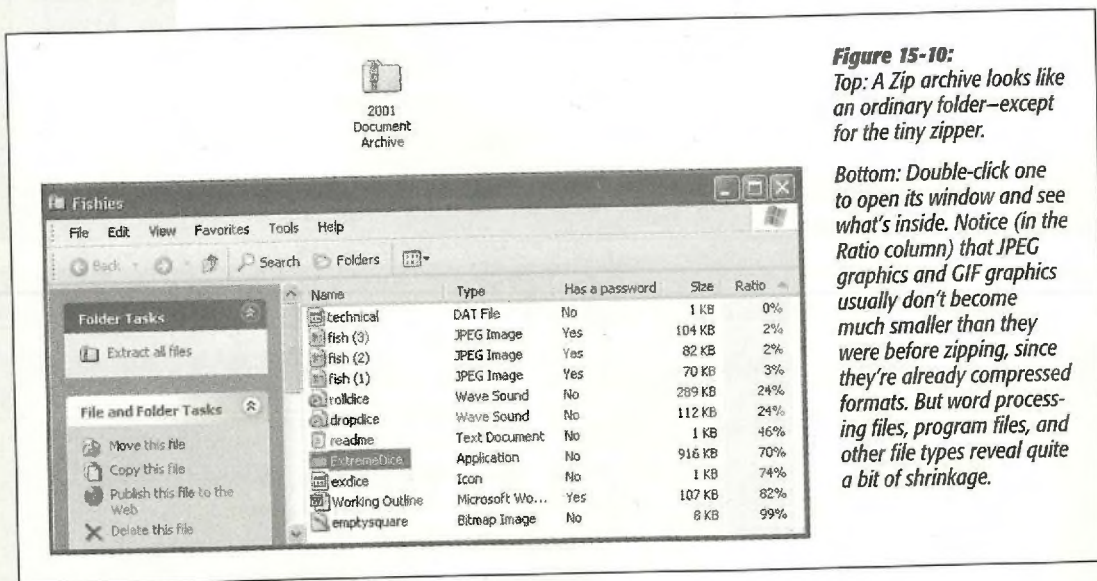 2001
Document
Archive
Fishies
File Edit View Favorites Tools Help
Back Search Folders
Folder Tasks
Extract all files
File and Folder Tasks
Move this file
Copy this file
Publish this file to the
Web
Delete this file
Name Type Has a password Size Ratio
technical DAT File No 1 KB 0%
fish (3) JPEG Image Yes 104 KB 2%
fish (2) JPEG Image Yes 82 KB 2%
fish (1) JPEG Image Yes 70 KB 3%
rolldice Wave Sound No 289 KB 24%
dropdice Wave Sound No 112 KB 24%
readme Text Document No 1 KB 46%
ExtremeDice Application No 916 KB 70%
exdice Icon No 1 KB 74%
Working Outline Microsoft Wo... Yes 107 KB 82%
emptysquare Bitmap Image No 8 KB 99%
Figure 15-10:
Top: A Zip archive looks like
an ordinary folder—except
for the tiny zipper.
Bottom: Double-click one
to open its window and see
what's inside. Notice (in the
Ratio column) that JPEG
graphics and GIF graphics
usually don't become
much smaller than they
were before zipping, since
they're already compressed
formats. But word process-
ing files, program files, and
other file types reveal quite
a bit of shrinkage.